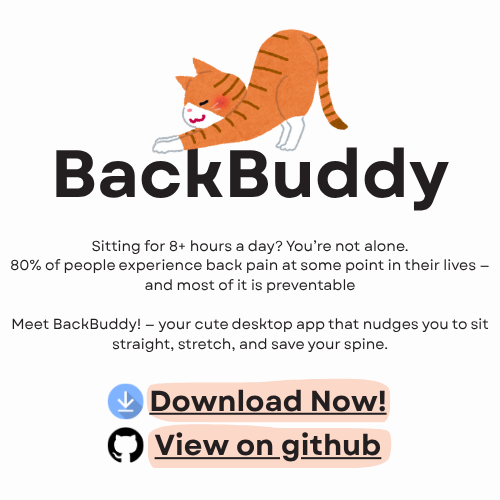 BackBuddy
Sitting for 8+ hours a day? You’re not alone.
80% of people experience back pain at some point in their lives –
and most of it is preventable
Meet BackBuddy! – your cute desktop app that nudges you to sit
straight, stretch, and save your spine.
Download Now!
View on github